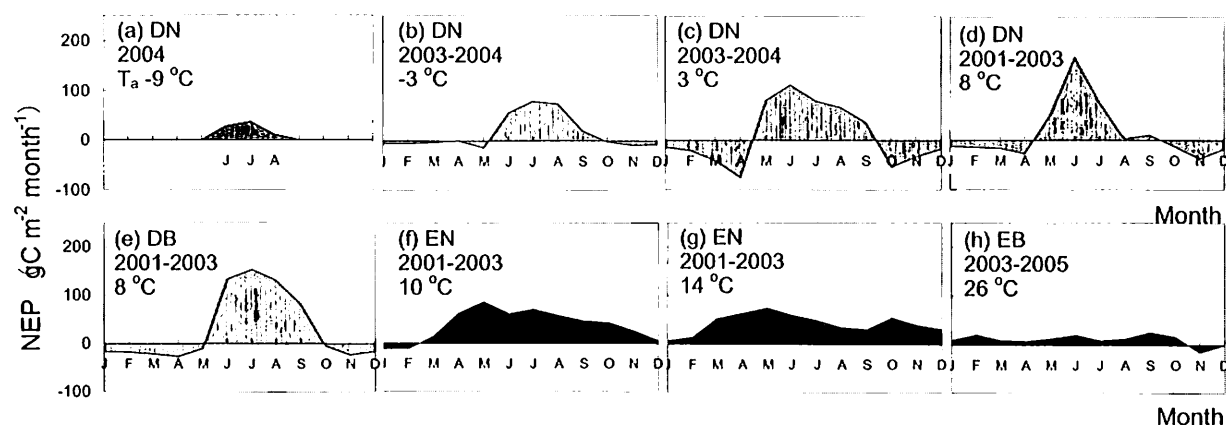 NEP (gC m-2 month-1)
200
100
0
-100
(a) DN
2004
Ta -9 °C
J J A
(b) DN
2003-2004
-3 °C
J F M A M J J A S O N D
(c) DN
2003-2004
3 °C
J F M A M J J A S O N D
(d) DN
2001-2003
8 °C
J F M A M J J A S O N D
Month
200
100
0
-100
(e) DB
2001-2003
8 °C
J F M A M J J A S O N D
(f) EN
2001-2003
10 °C
J F M A M J J A S O N D
(g) EN
2001-2003
14 °C
J F M A M J J A S O N D
(h) EB
2003-2005
26 °C
J F M A M J J A S O N D
Month